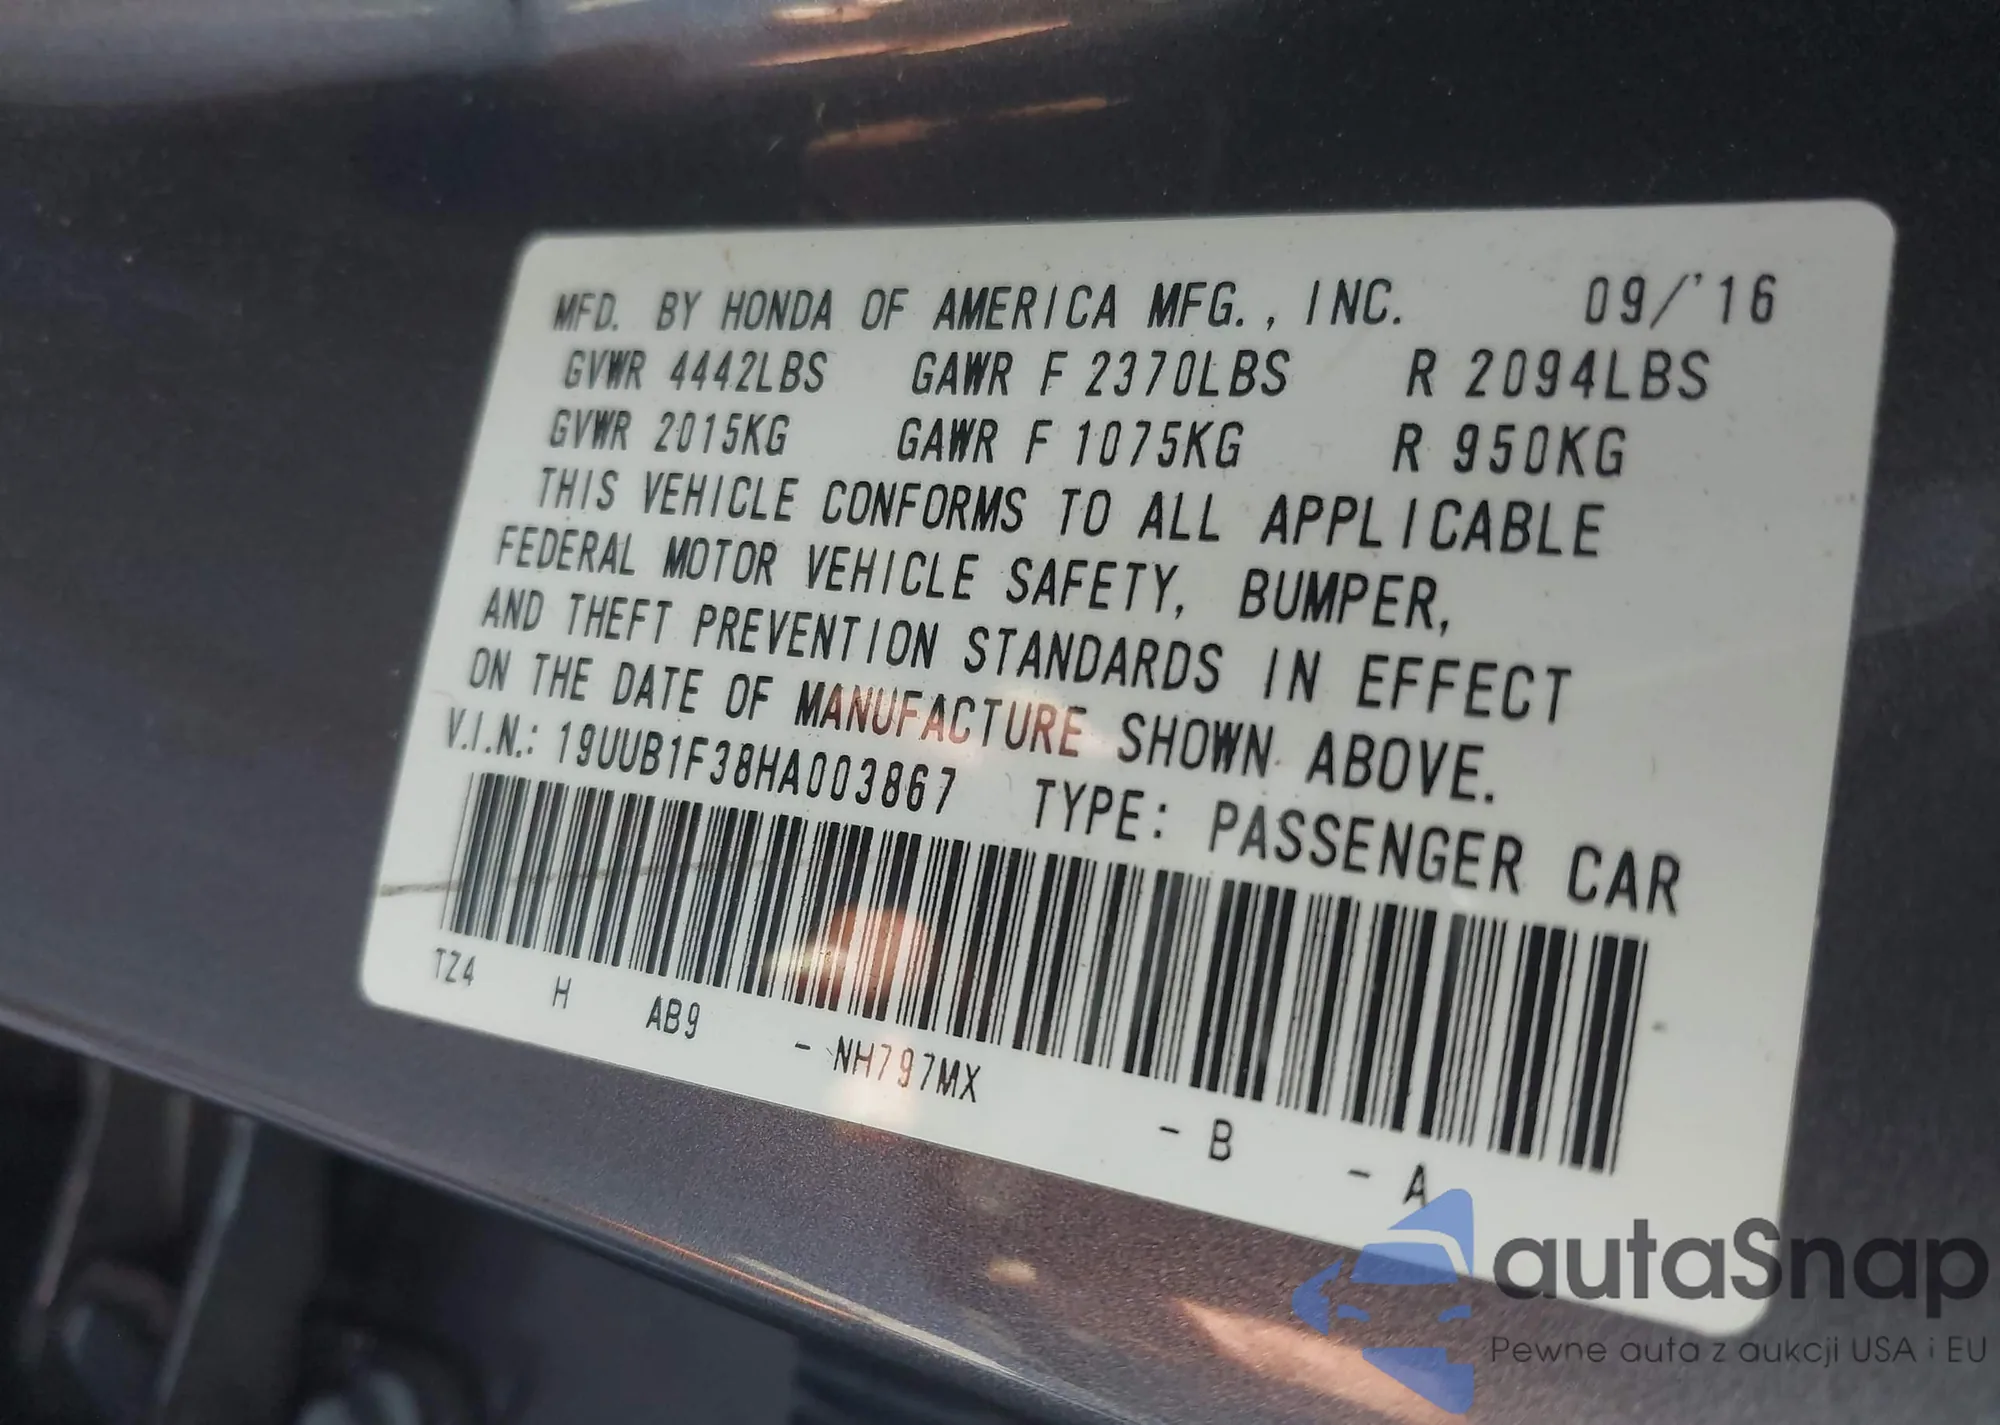 MFD. BY HONDA OF AMERICA MFG., INC. 09/'16
GVWR 4442LBS GAWR F 2370LBS R 2094LBS
GVWR 2015KG GAWR F 1075KG R 950KG
THIS VEHICLE CONFORMS TO ALL APPLICABLE
FEDERAL MOTOR VEHICLE SAFETY, BUMPER,
AND THEFT PREVENTION STANDARDS IN EFFECT
ON THE DATE OF MANUFACTURE SHOWN ABOVE.
V.I.N.: 19UUB1F38HA003867 TYPE: PASSENGER CAR
TZ4 H AB9 - NH797MX - B - A
autaSnap
Pewne auta z aukcji USA i EU